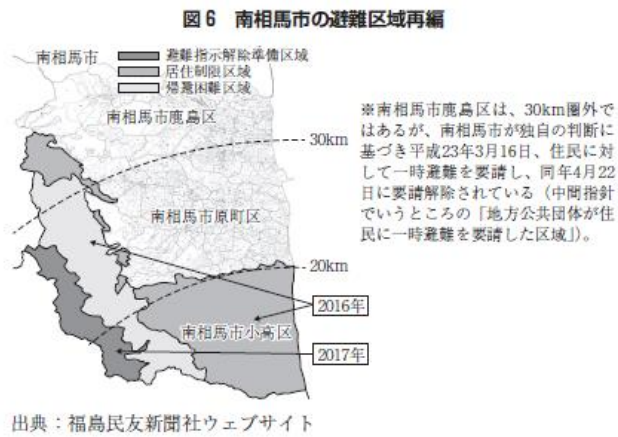 図6 南相馬市の避難区域再編
南相馬市
避難指示解除準備区域
居住制限区域
帰還困難区域
南相馬市鹿島区
30km
※南相馬市鹿島区は、30km圏外で
はあるが、南相馬市が独自の判断に
基づき平成23年3月16日、住民に対
して一時避難を要請し、同年4月22
日に要請解除されている（中間指針
でいうところの「地方公共団体が住
民に一時避難を要請した区域」）。
南相馬市原町区
20km
2016年
南相馬市小高区
2017年
出典：福島民友新聞社ウェブサイト